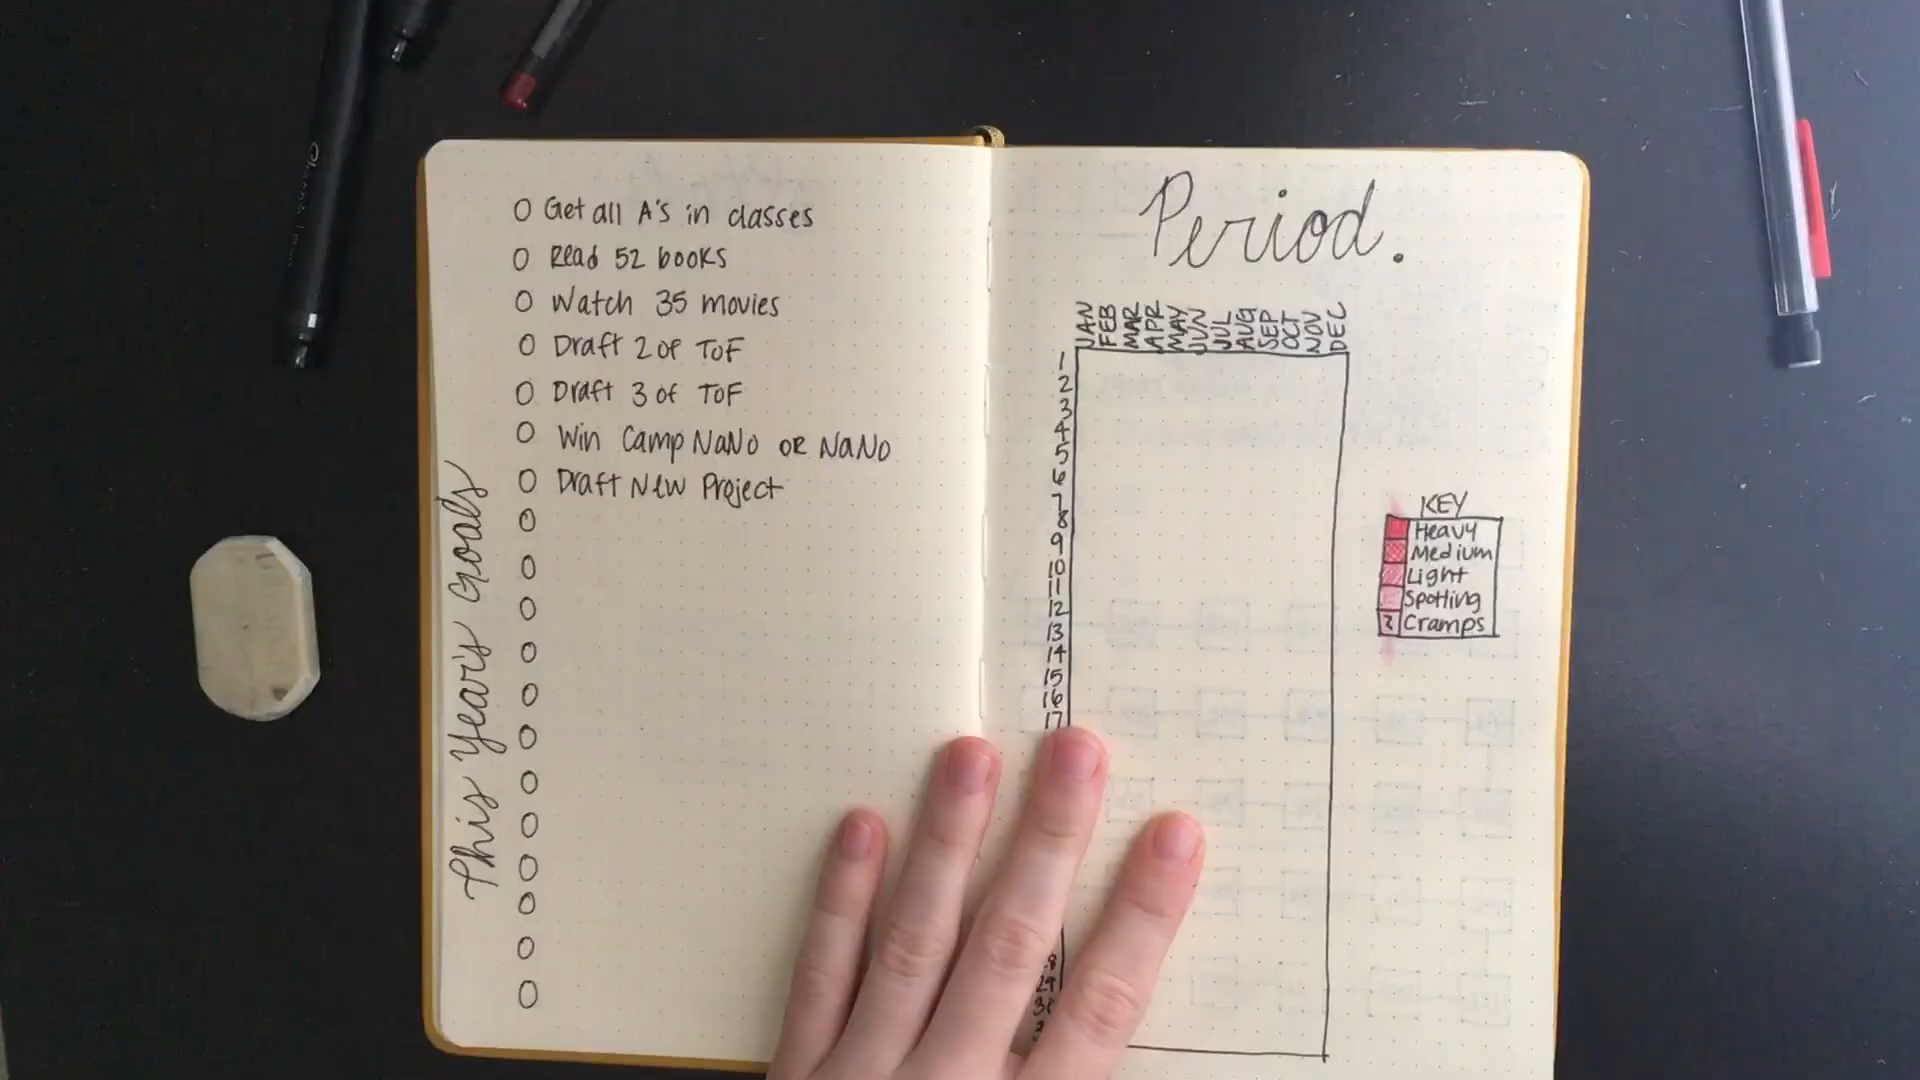 This Year's Goals
Get all A's in classes
Read 52 books
Watch 35 movies
Draft 2 of ToF
Draft 3 of ToF
Win Camp NaNo OR NaNo
Draft New Project
Period.
JAN FEB MAR APR MAY JUN JUL AUG SEP OCT NOV DEC
1
2
3
4
5
6
7
8
9
10
11
12
13
14
15
16
17
29
KEY
Heavy
Medium
Light
Spotting
Cramps